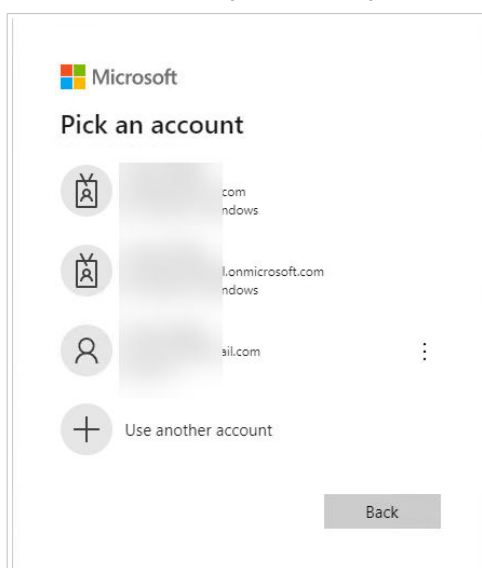 Microsoft
Pick an account
.com
ndows
l.onmicrosoft.com
ndows
ail.com
Use another account
Back